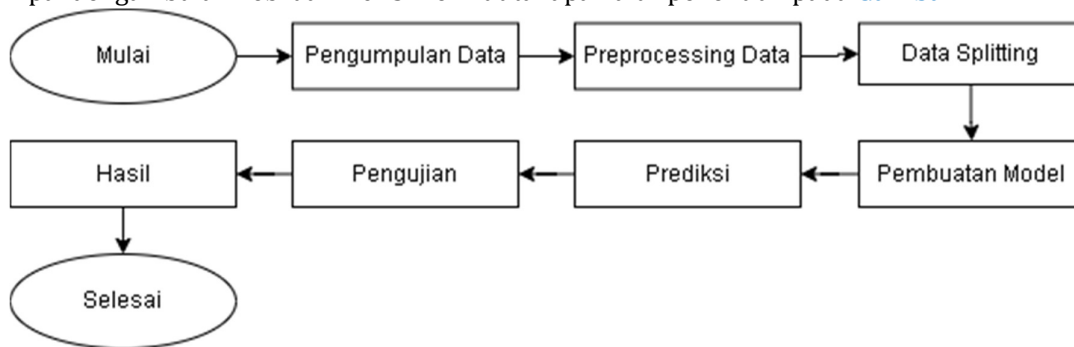 Mulai
Pengumpulan Data
Preprocessing Data
Data Splitting
Pembuatan Model
Prediksi
Pengujian
Hasil
Selesai